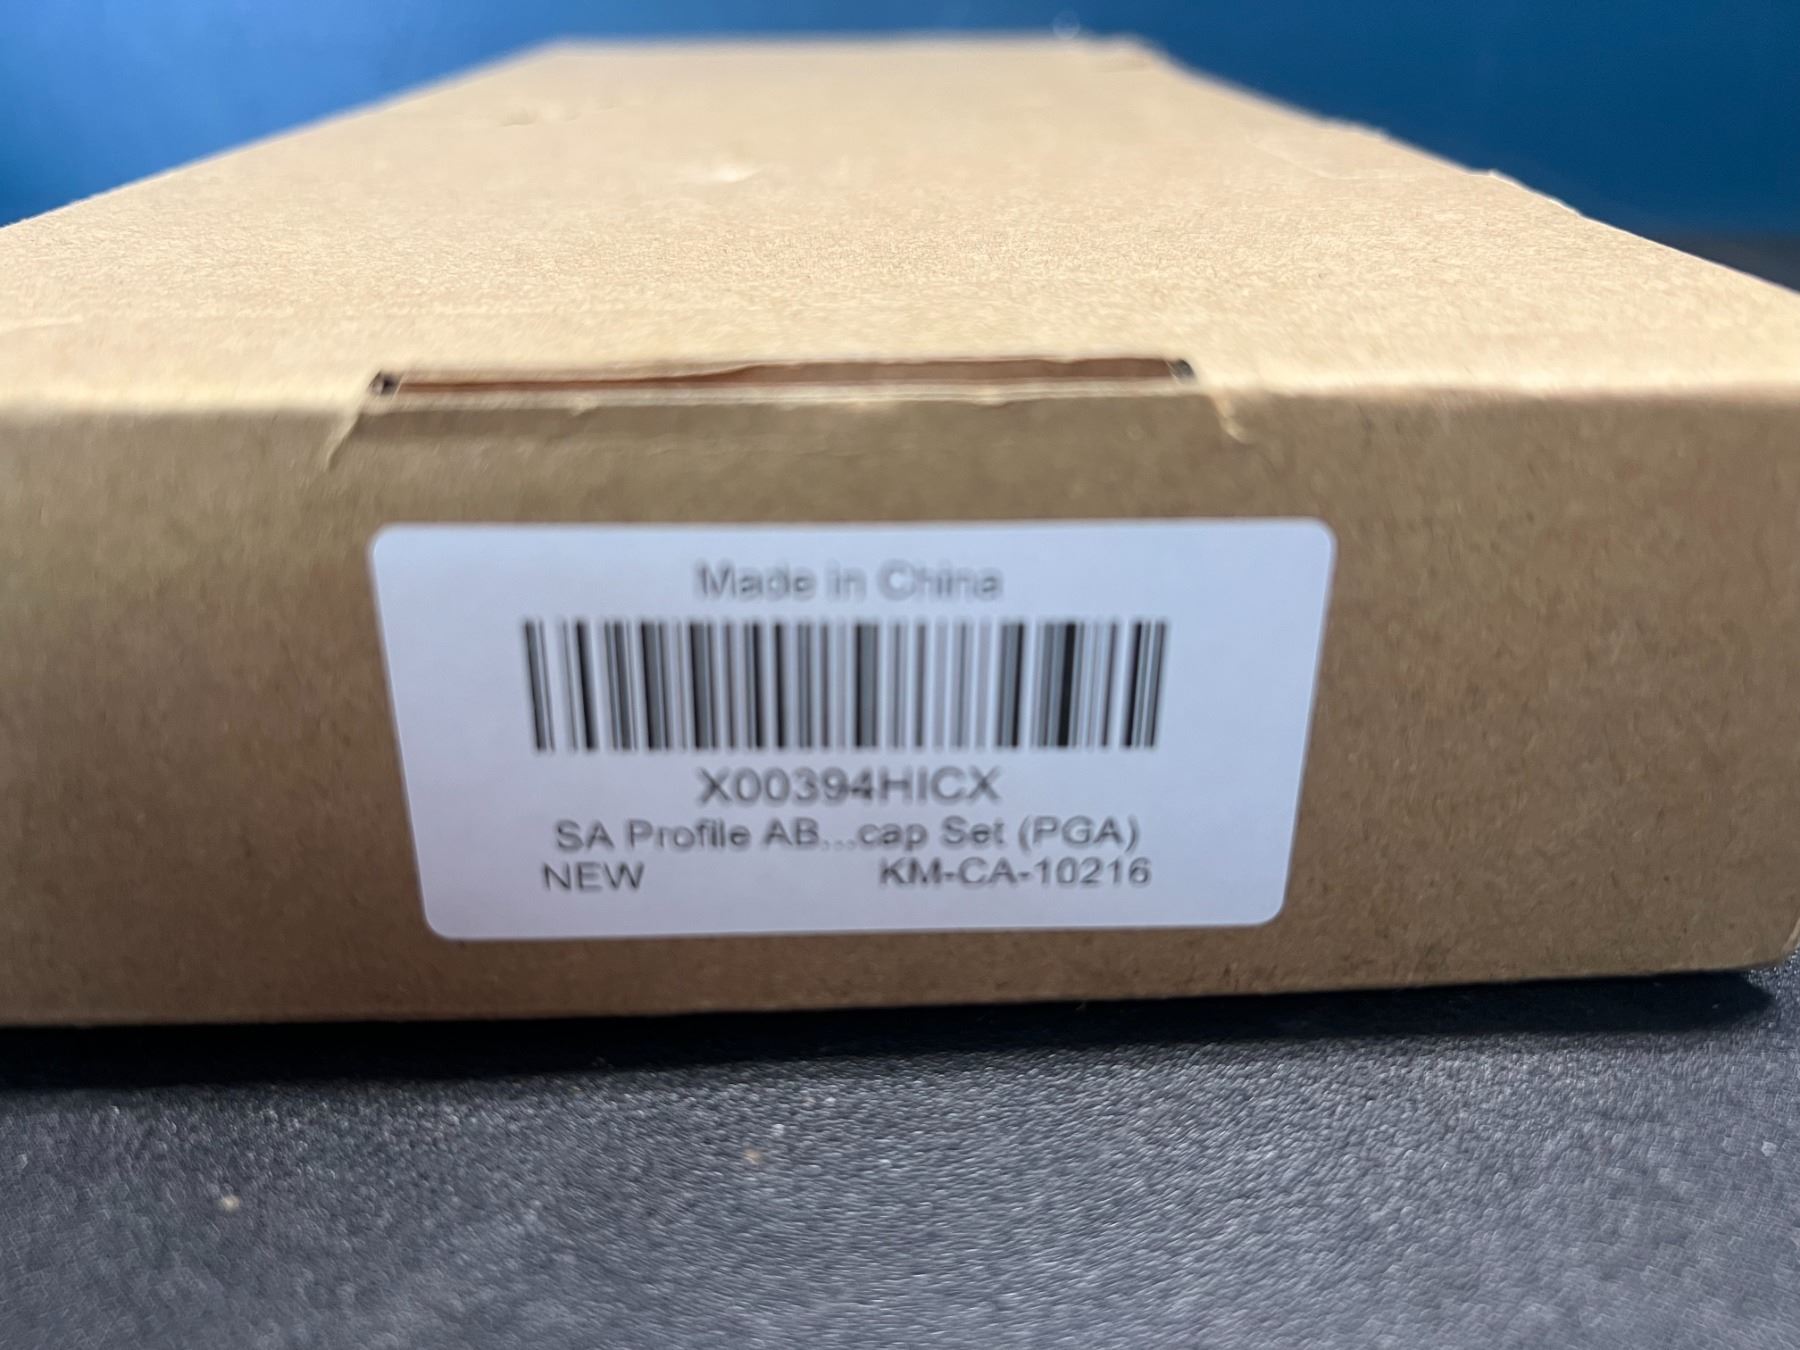 Made in China
X00394HICX
SA Profile AB...cap Set (PGA)
NEW KM-CA-10216